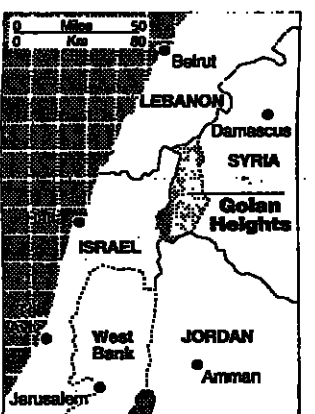 0 Miles 50
0 Km 80
Beirut
LEBANON
Damascus
SYRIA
Golan
Heights
ISRAEL
West
Bank
JORDAN
Amman
Jerusalem